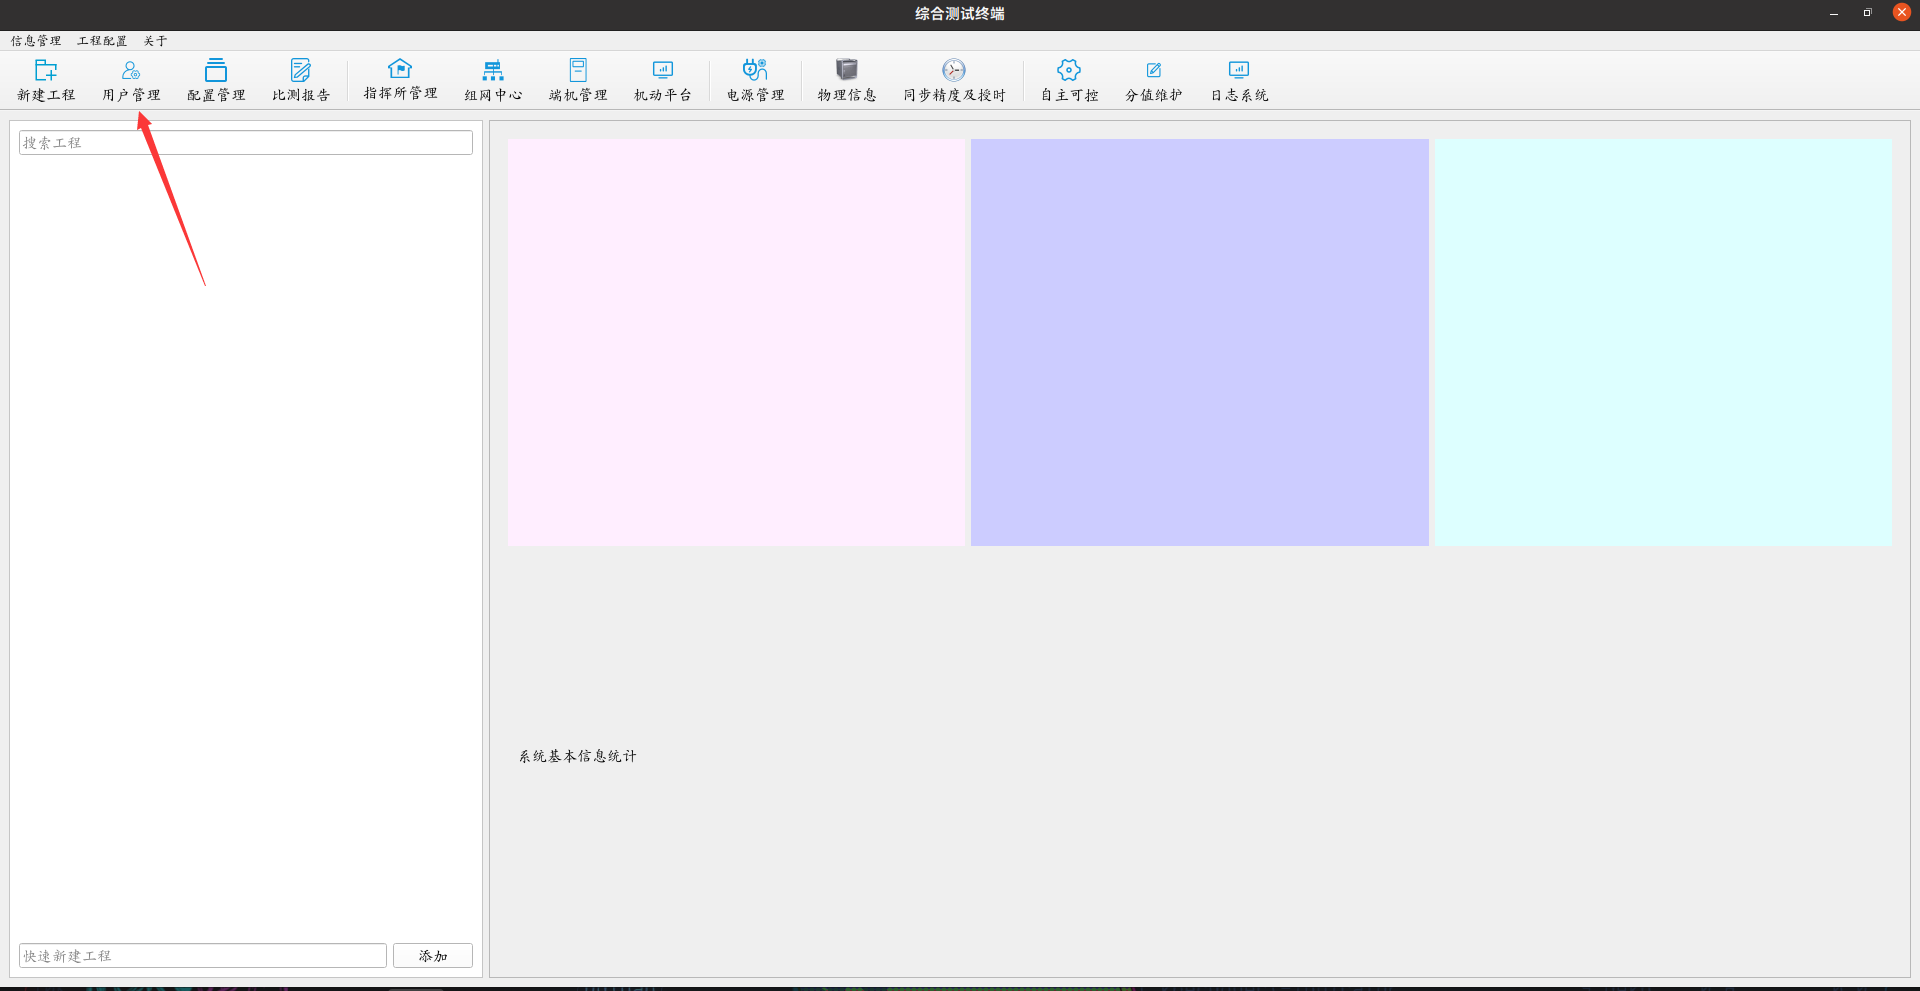 综合测试终端
信息管理 工程配置 关于
新建工程 用户管理 配置管理 比测报告 指挥所管理 组网中心 端机管理 机动平台 电源管理 物理信息 同步精度及授时 自主可控 分值维护 日志系统
搜索工程
系统基本信息统计
快速新建工程 添加